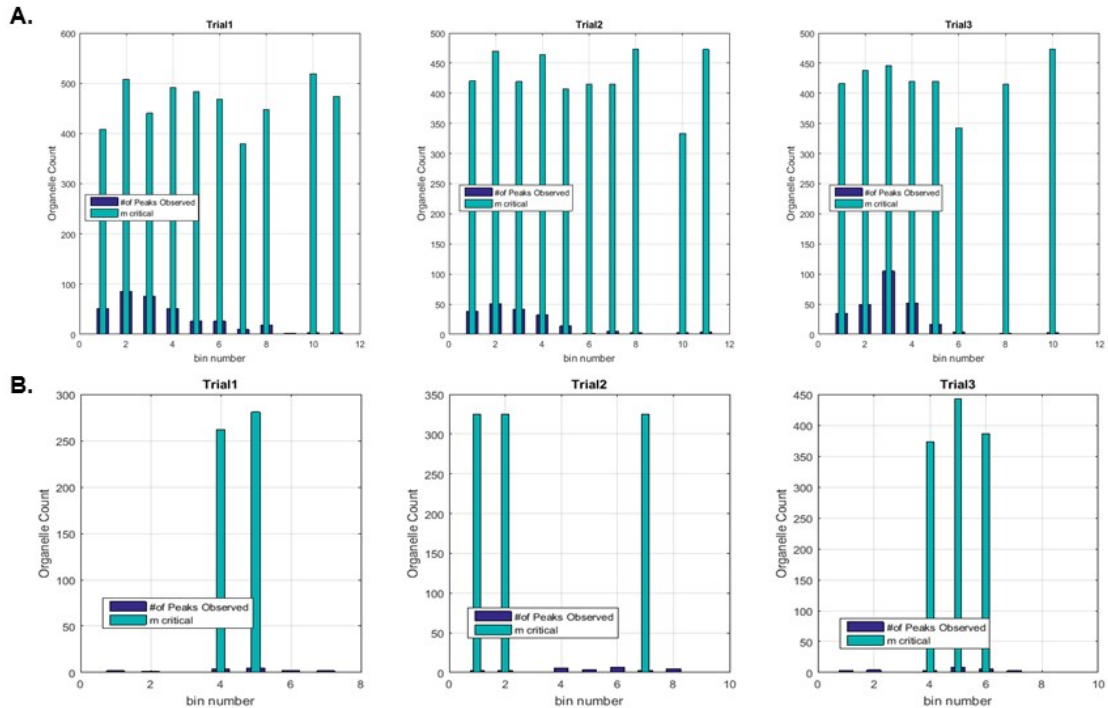 A.
Trial1
Organelle Count
600
500
400
300
200
100
0
#of Peaks Observed
m critical
0 2 4 6 8 10 12
bin number
Trial2
Organelle Count
500
450
400
350
300
250
200
150
100
50
0
#of Peaks Observed
m critical
0 2 4 6 8 10 12
bin number
Trial3
Organelle Count
500
450
400
350
300
250
200
150
100
50
0
#of Peaks Observed
m critical
0 2 4 6 8 10 12
bin number
B.
Trial1
Organelle Count
300
250
200
150
100
50
0
#of Peaks Observed
m critical
0 2 4 6 8
bin number
Trial2
Organelle Count
350
300
250
200
150
100
50
0
#of Peaks Observed
m critical
0 2 4 6 8 10
bin number
Trial3
Organelle Count
450
400
350
300
250
200
150
100
50
0
#of Peaks Observed
m critical
0 2 4 6 8 10
bin number